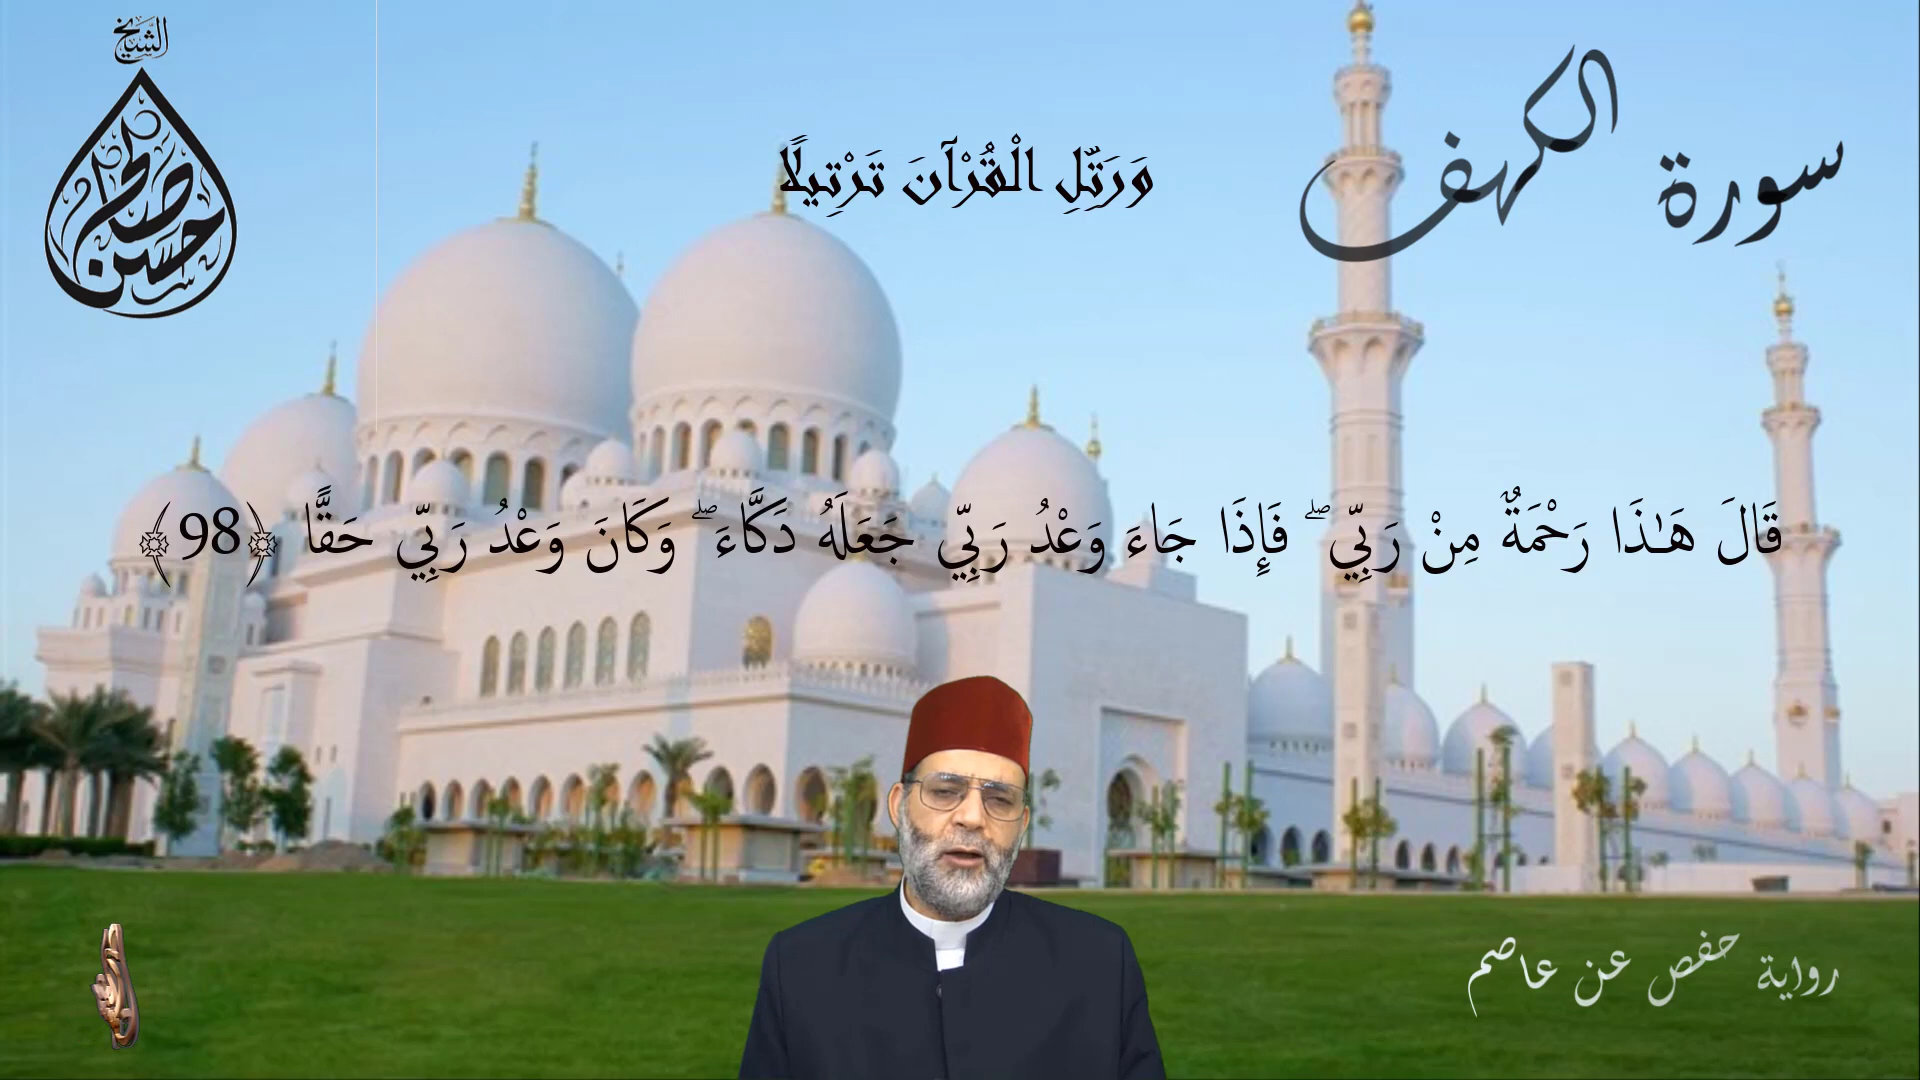 الشيخ
حسن صالح
سورة الكهف
وَرَتِّلِ الْقُرْآنَ تَرْتِيلًا
قَالَ هَٰذَا رَحْمَةٌ مِنْ رَبِّي ۖ فَإِذَا جَاءَ وَعْدُ رَبِّي جَعَلَهُ دَكَّاءَ ۖ وَكَانَ وَعْدُ رَبِّي حَقًّا ﴿98﴾
رواية حفص عن عاصم